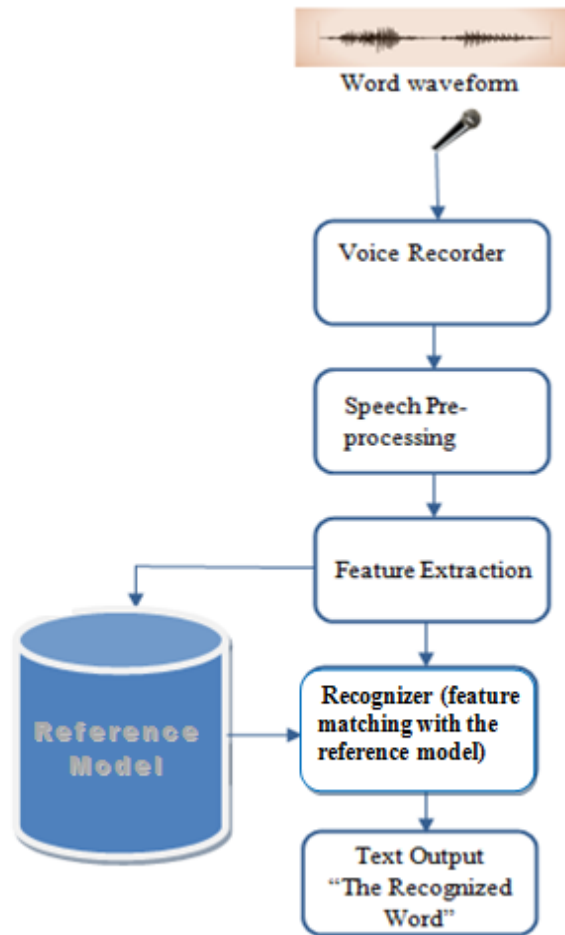 Word waveform
Voice Recorder
Speech Pre-
processing
Feature Extraction
Reference
Model
Recognizer (feature
matching with the
reference model)
Text Output
“The Recognized
Word”